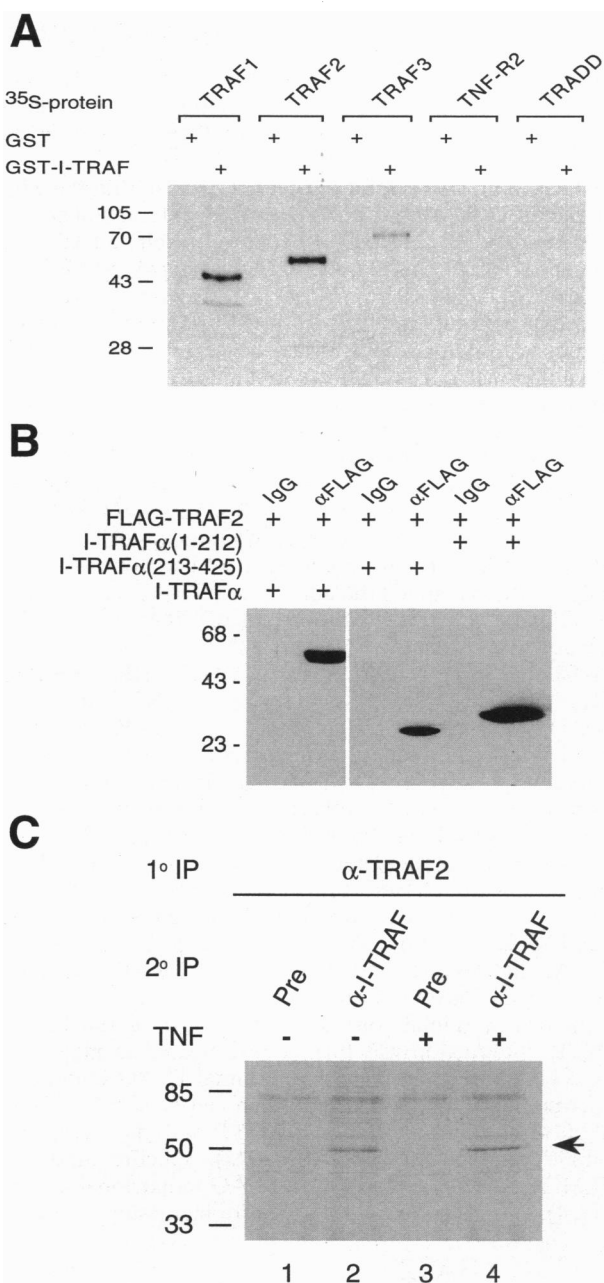 A
35S-protein TRAF1 TRAF2 TRAF3 TNF-R2 TRADD
GST + + + + +
GST-I-TRAF + + + + +
105 –
70 –
43 –
28 –
B
IgG αFLAG IgG αFLAG IgG αFLAG
FLAG-TRAF2 + + + + + +
I-TRAFα(1-212) + +
I-TRAFα(213-425) + +
I-TRAFα + +
68 -
43 -
23 -
C
1o IP α-TRAF2
2o IP Pre α-I-TRAF Pre α-I-TRAF
TNF - - + +
85 —
50 —
33 —
1 2 3 4